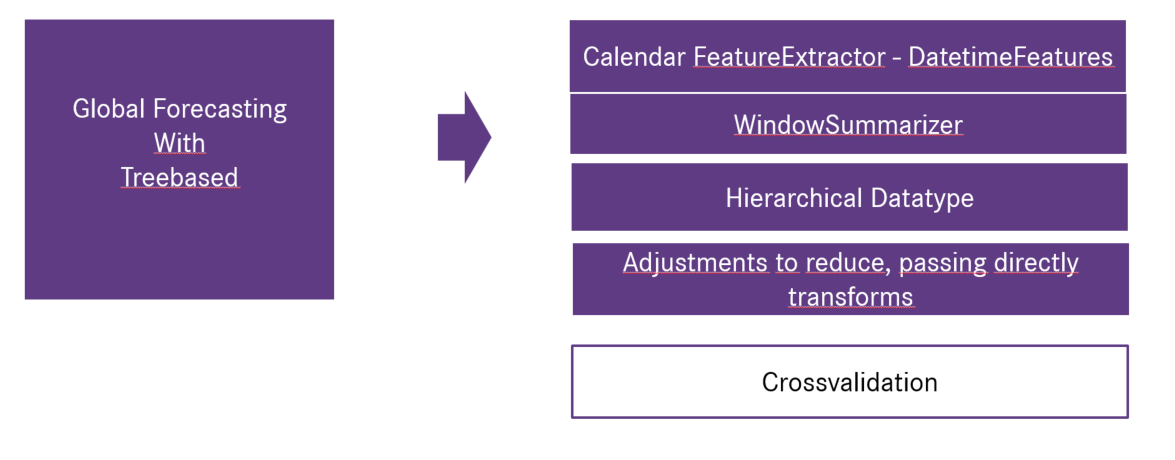 Global Forecasting
With
Treebased
Calendar FeatureExtractor - DatetimeFeatures
WindowSummarizer
Hierarchical Datatype
Adjustments to reduce, passing directly
transforms
Crossvalidation